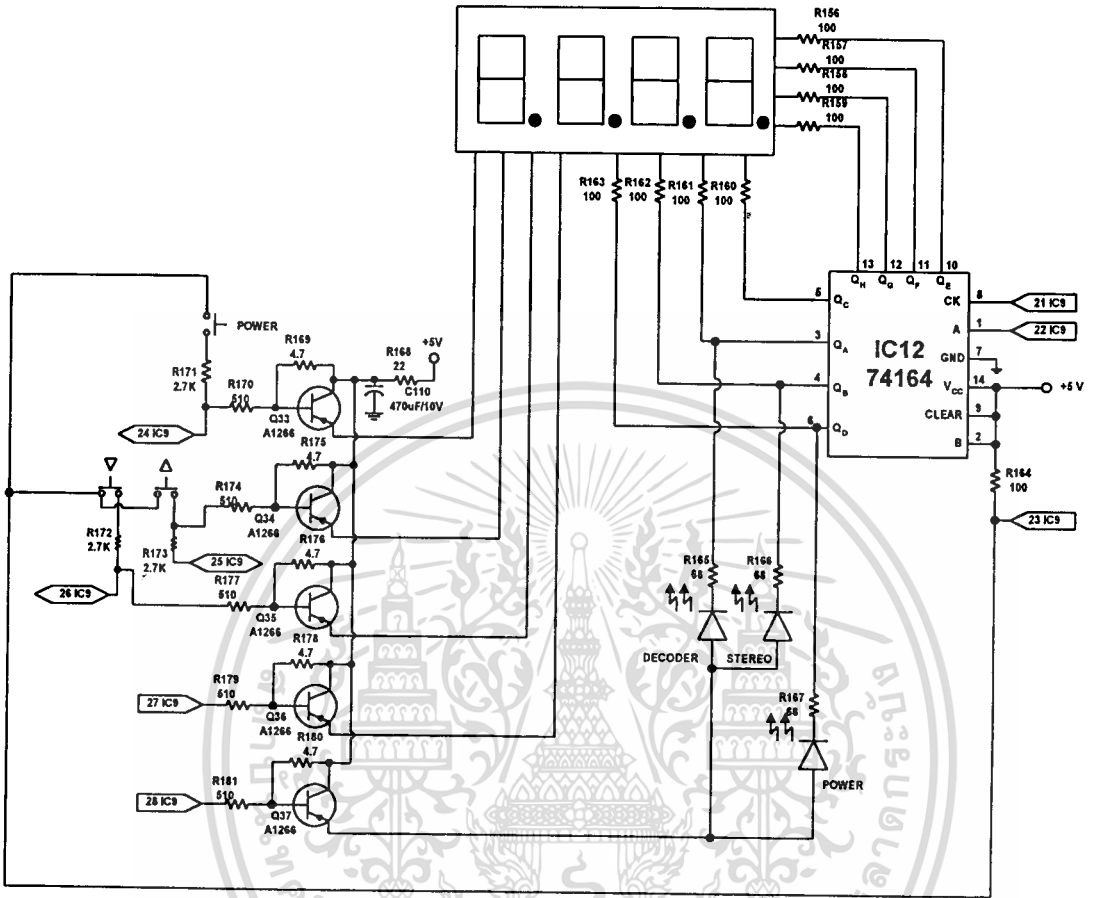 R156
100
R157
100
R158
100
R159
100
R163
100
R162
100
R161
100
R160
100
13
12
11
10
QH
QG
QF
QE
5
QC
CK
8
21 IC9
3
QA
A
1
22 IC9
IC12
74164
GND
7
4
QB
VCC
14
+5 V
CLEAR
9
6
QD
B
2
R164
100
23 IC9
POWER
R171
2.7K
R169
4.7
R168
22
+5V
R170
510
C110
470uF/10V
24 IC9
Q33
A1266
R175
4.7
R174
510
Q34
A1266
R172
2.7K
R173
2.7K
25 IC9
R176
4.7
26 IC9
R177
510
Q35
A1266
R178
4.7
R179
510
27 IC9
Q36
A1266
R180
4.7
R181
510
28 IC9
Q37
A1266
R165
68
R166
68
DECODER
STEREO
R167
68
POWER